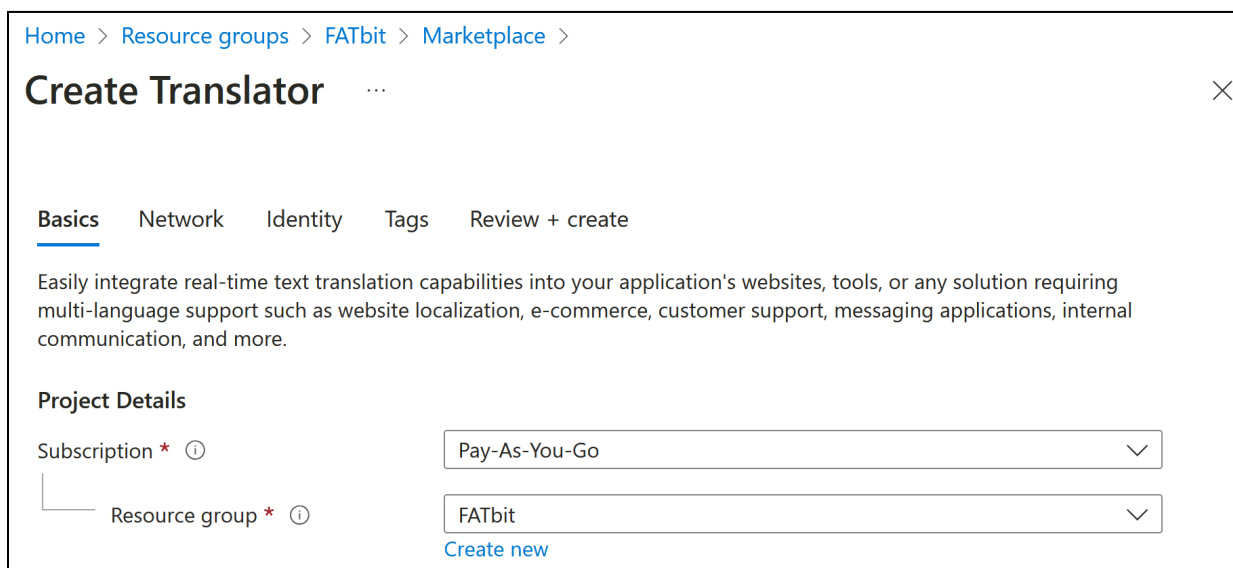 Home > Resource groups > FATbit > Marketplace >
Create Translator ...
Basics Network Identity Tags Review + create
Easily integrate real-time text translation capabilities into your application's websites, tools, or any solution requiring
multi-language support such as website localization, e-commerce, customer support, messaging applications, internal
communication, and more.
Project Details
Subscription * Pay-As-You-Go
Resource group * FATbit
Create new